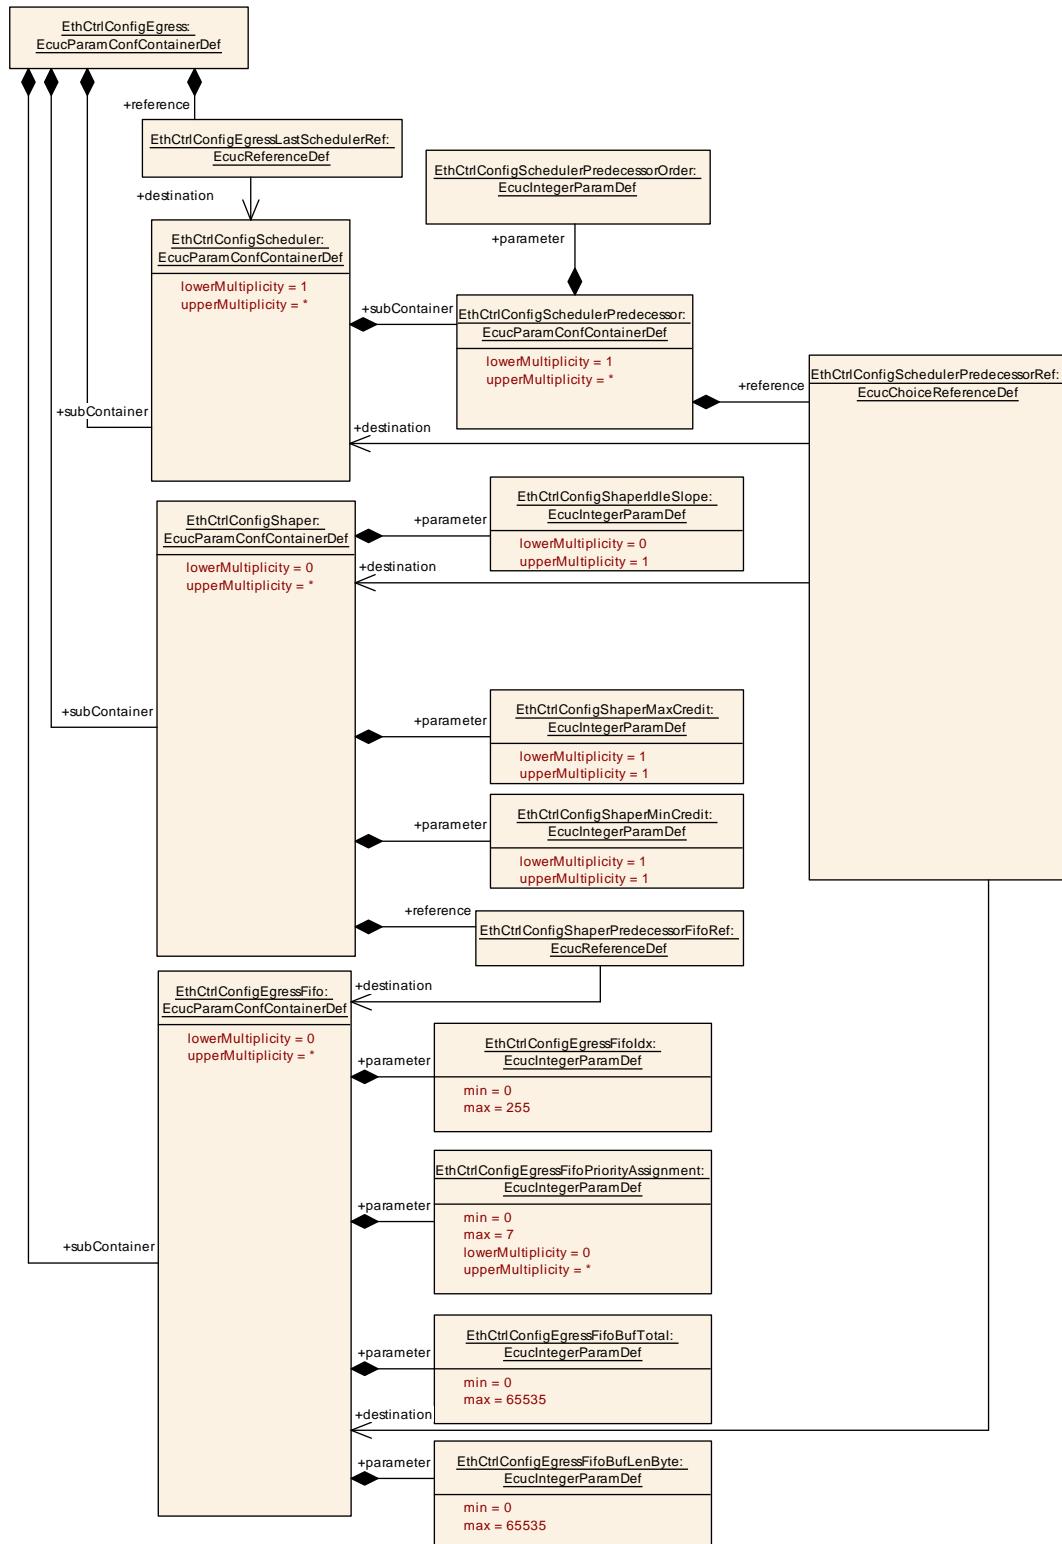 EthCtrlConfigEgress:
EcucParamConfContainerDef
+reference
EthCtrlConfigEgressLastSchedulerRef:
EcucReferenceDef
+destination
EthCtrlConfigSchedulerPredecessorOrder:
EcucIntegerParamDef
+parameter
EthCtrlConfigScheduler:
EcucParamConfContainerDef
lowerMultiplicity = 1
upperMultiplicity = *
+subContainer
EthCtrlConfigSchedulerPredecessor:
EcucParamConfContainerDef
lowerMultiplicity = 1
upperMultiplicity = *
+reference
EthCtrlConfigSchedulerPredecessorRef:
EcucChoiceReferenceDef
+subContainer
+destination
EthCtrlConfigShaper:
EcucParamConfContainerDef
lowerMultiplicity = 0
upperMultiplicity = *
+parameter
EthCtrlConfigShaperIdleSlope:
EcucIntegerParamDef
lowerMultiplicity = 0
upperMultiplicity = 1
+destination
+subContainer
+parameter
EthCtrlConfigShaperMaxCredit:
EcucIntegerParamDef
lowerMultiplicity = 1
upperMultiplicity = 1
+parameter
EthCtrlConfigShaperMinCredit:
EcucIntegerParamDef
lowerMultiplicity = 1
upperMultiplicity = 1
+reference
EthCtrlConfigShaperPredecessorFifoRef:
EcucReferenceDef
+destination
EthCtrlConfigEgressFifo:
EcucParamConfContainerDef
lowerMultiplicity = 0
upperMultiplicity = *
+parameter
EthCtrlConfigEgressFifoIdx:
EcucIntegerParamDef
min = 0
max = 255
+parameter
EthCtrlConfigEgressFifoPriorityAssignment:
EcucIntegerParamDef
min = 0
max = 7
lowerMultiplicity = 0
upperMultiplicity = *
+subContainer
+parameter
EthCtrlConfigEgressFifoBufTotal:
EcucIntegerParamDef
min = 0
max = 65535
+destination
+parameter
EthCtrlConfigEgressFifoBufLenByte:
EcucIntegerParamDef
min = 0
max = 65535